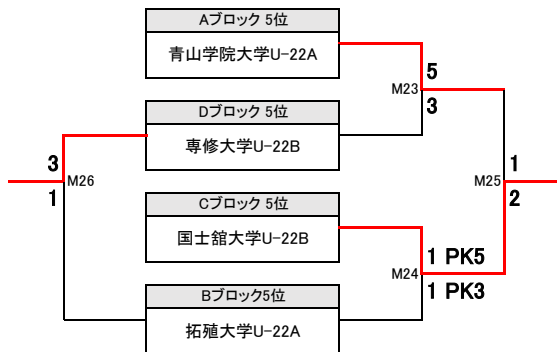 Aブロック 5位
青山学院大学U-22A
5
M23
3
Dブロック 5位
専修大学U-22B
3
M26
1
1
M25
2
Cブロック 5位
国士舘大学U-22B
1 PK5
M24
1 PK3
Bブロック5位
拓殖大学U-22A